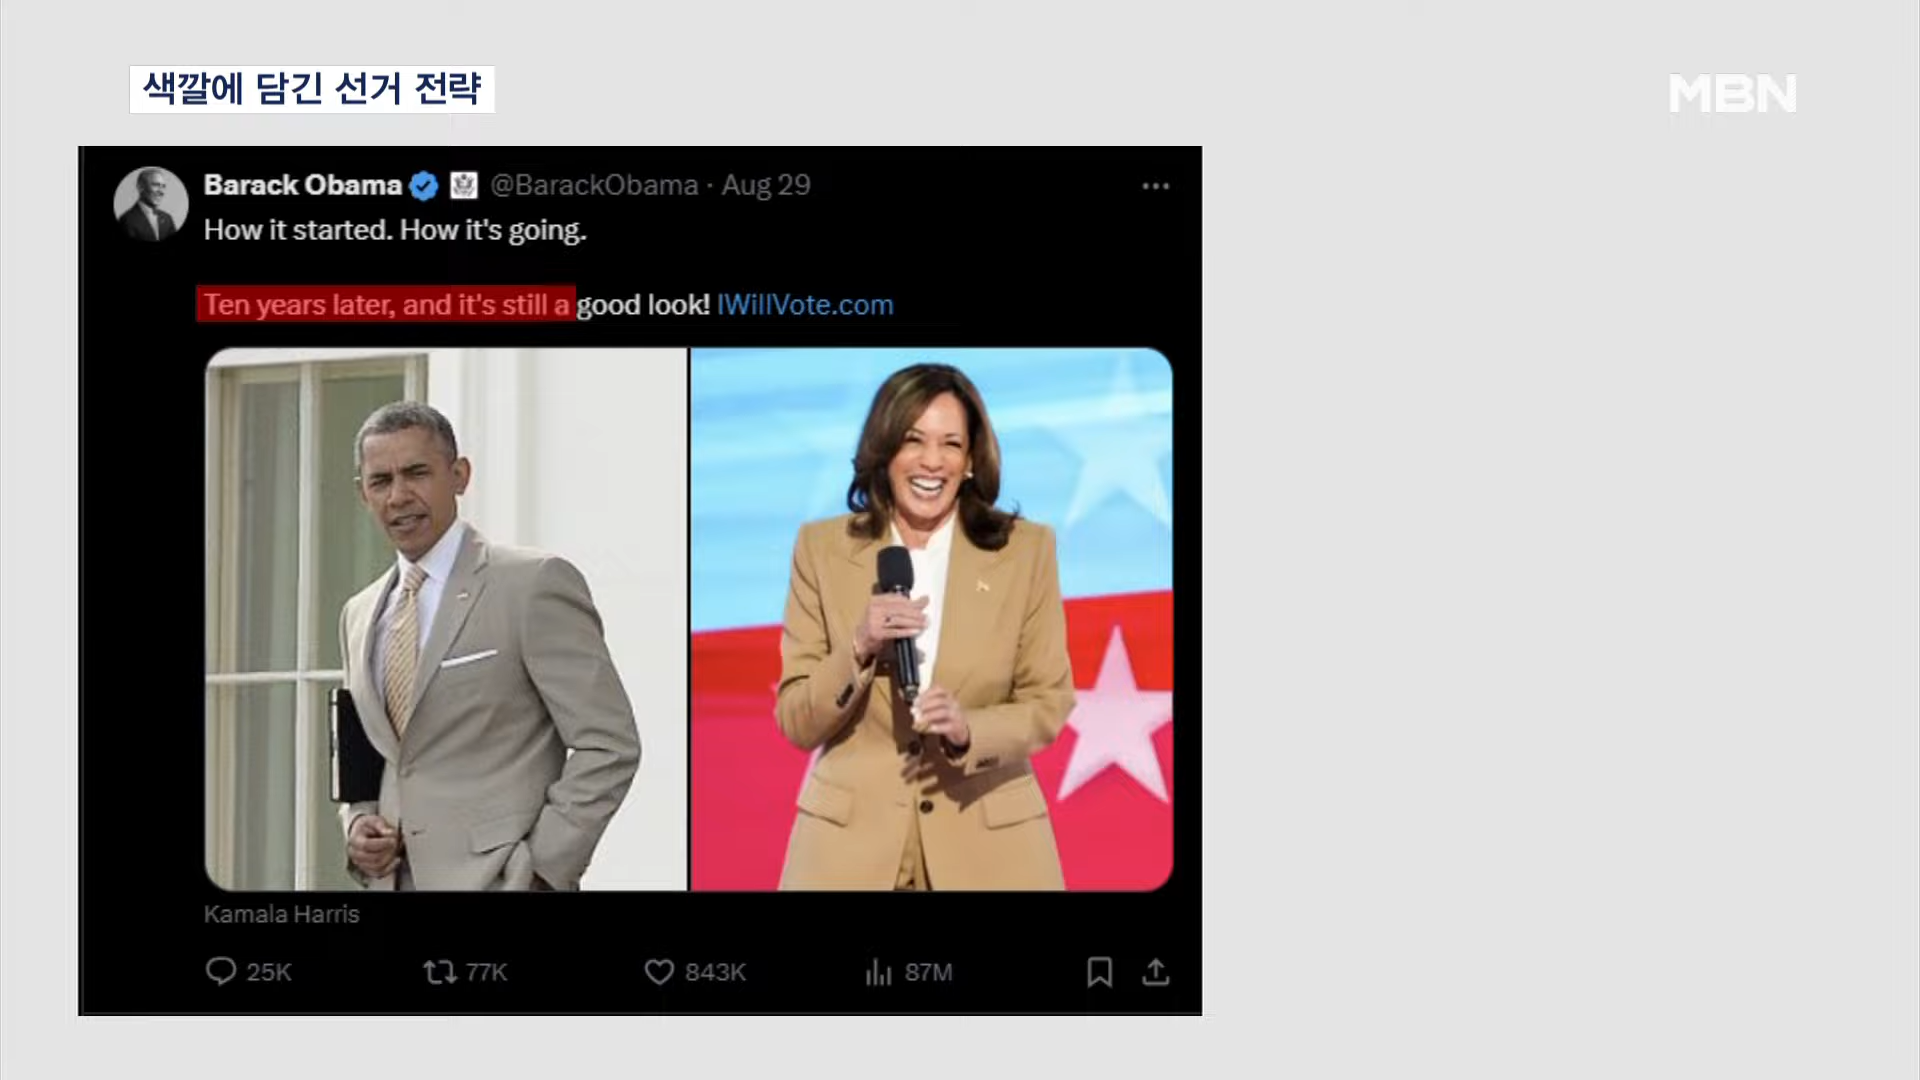 색깔에 담긴 선거 전략
MBN
Barack Obama @BarackObama · Aug 29
How it started. How it's going.
Ten years later, and it's still a good look! IWillVote.com
Kamala Harris
25K 77K 843K 87M